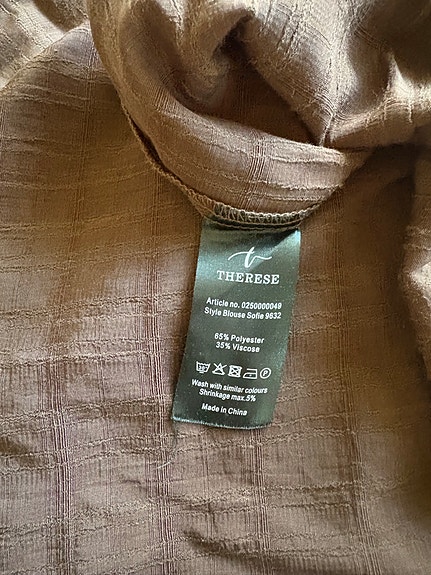 t
THERESE
Article no. 0250000049
Style Blouse Sofie 9632
65% Polyester
35% Viscose
Wash with similar colours
Shrinkage max.5%
Made in China